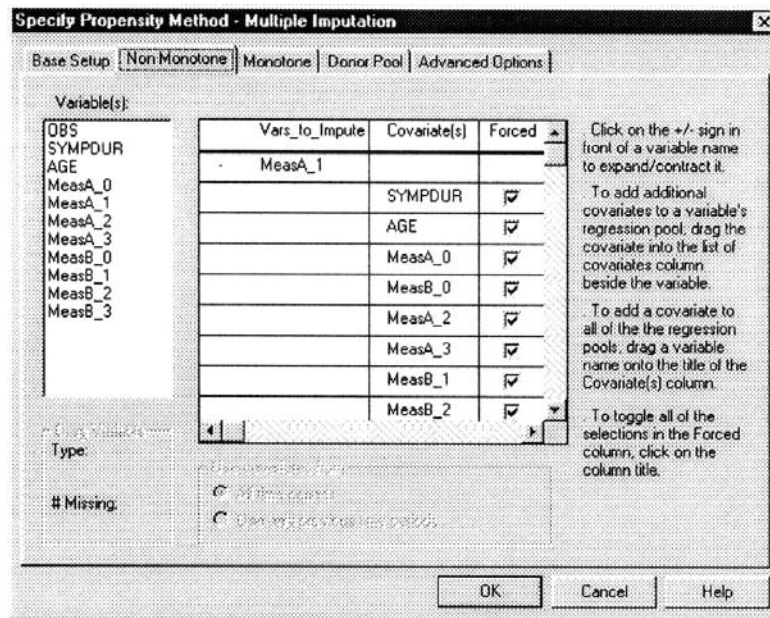 Specify Propensity Method - Multiple Imputation
Base Setup
Non Monotone
Monotone
Donor Pool
Advanced Options
Variable(s):
OBS
SYMPDUR
AGE
MeasA_0
MeasA_1
MeasA_2
MeasA_3
MeasB_0
MeasB_1
MeasB_2
MeasB_3
Vars_to_Impute Covariate(s) Forced
- MeasA_1
SYMPDUR
AGE
MeasA_0
MeasB_0
MeasA_2
MeasA_3
MeasB_1
MeasB_2
. Click on the +/- sign in
front of a variable name
to expand/contract it.
. To add additional
covariates to a variable's
regression pool, drag the
covariate into the list of
covariates column
beside the variable.
. To add a covariate to
all of the the regression
pools, drag a variable
name onto the title of the
Covariate(s) column.
. To toggle all of the
selections in the Forced
column, click on the
column title.
Type:
# Missing:
OK
Cancel
Help